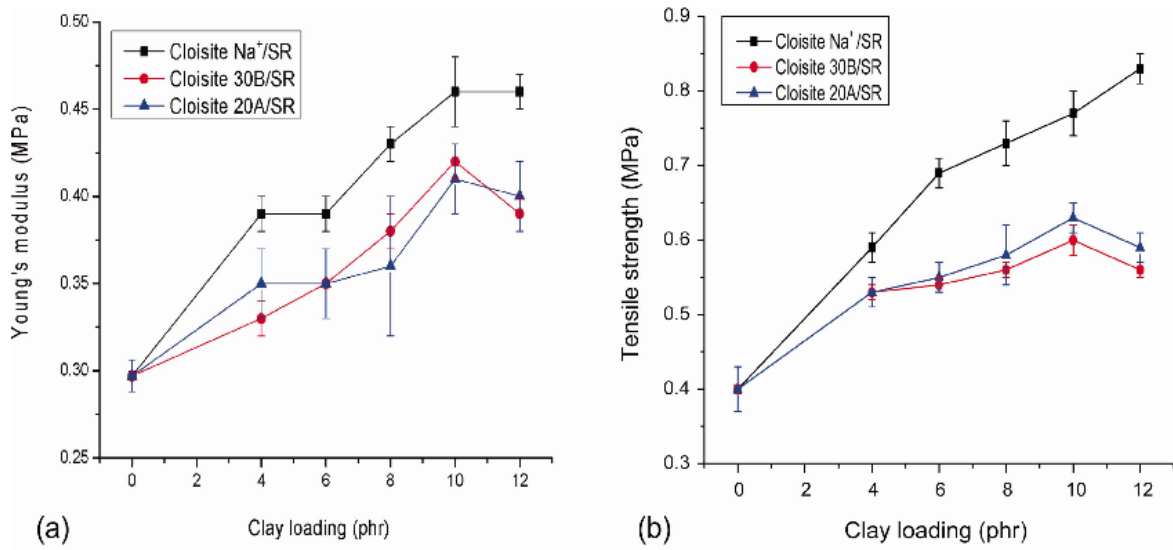 0.50
0.45
0.40
0.35
0.30
0.25
Young's modulus (MPa)
Cloisite Na⁺/SR
Cloisite 30B/SR
Cloisite 20A/SR
0 2 4 6 8 10 12
Clay loading (phr)
(a)
0.9
0.8
0.7
0.6
0.5
0.4
0.3
Tensile strength (MPa)
Cloisite Na⁺/SR
Cloisite 30B/SR
Cloisite 20A/SR
0 2 4 6 8 10 12
Clay loading (phr)
(b)